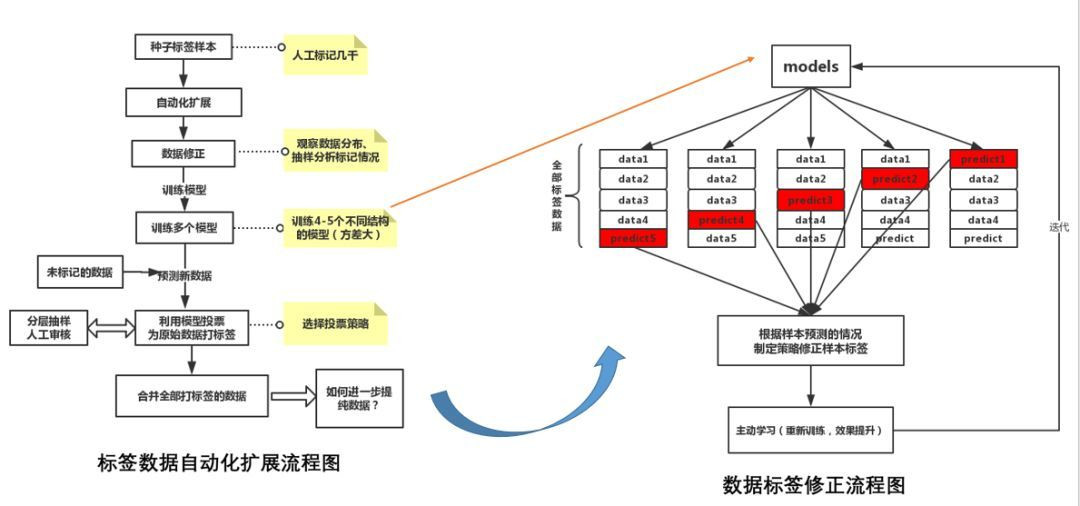 种子标签样本
人工标记几千
自动化扩展
数据修正
观察数据分布、
抽样分析标记情况
训练模型
训练多个模型
训练4-5个不同结构
的模型（方差大）
未标记的数据
预测新数据
分层抽样
人工审核
利用模型投票
为原始数据打标签
选择投票策略
合并全部打标签的数据
如何进一步提
纯数据？
标签数据自动化扩展流程图
models
全部标签数据
data1
data2
data3
data4
predict5
data1
data2
data3
predict4
data5
data1
data2
predict3
data4
data5
data1
predict2
data3
data4
predict
predict1
data2
data3
data4
predict
迭代
根据样本预测的情况
制定策略修正样本标签
主动学习（重新训练，效果提升）
数据标签修正流程图